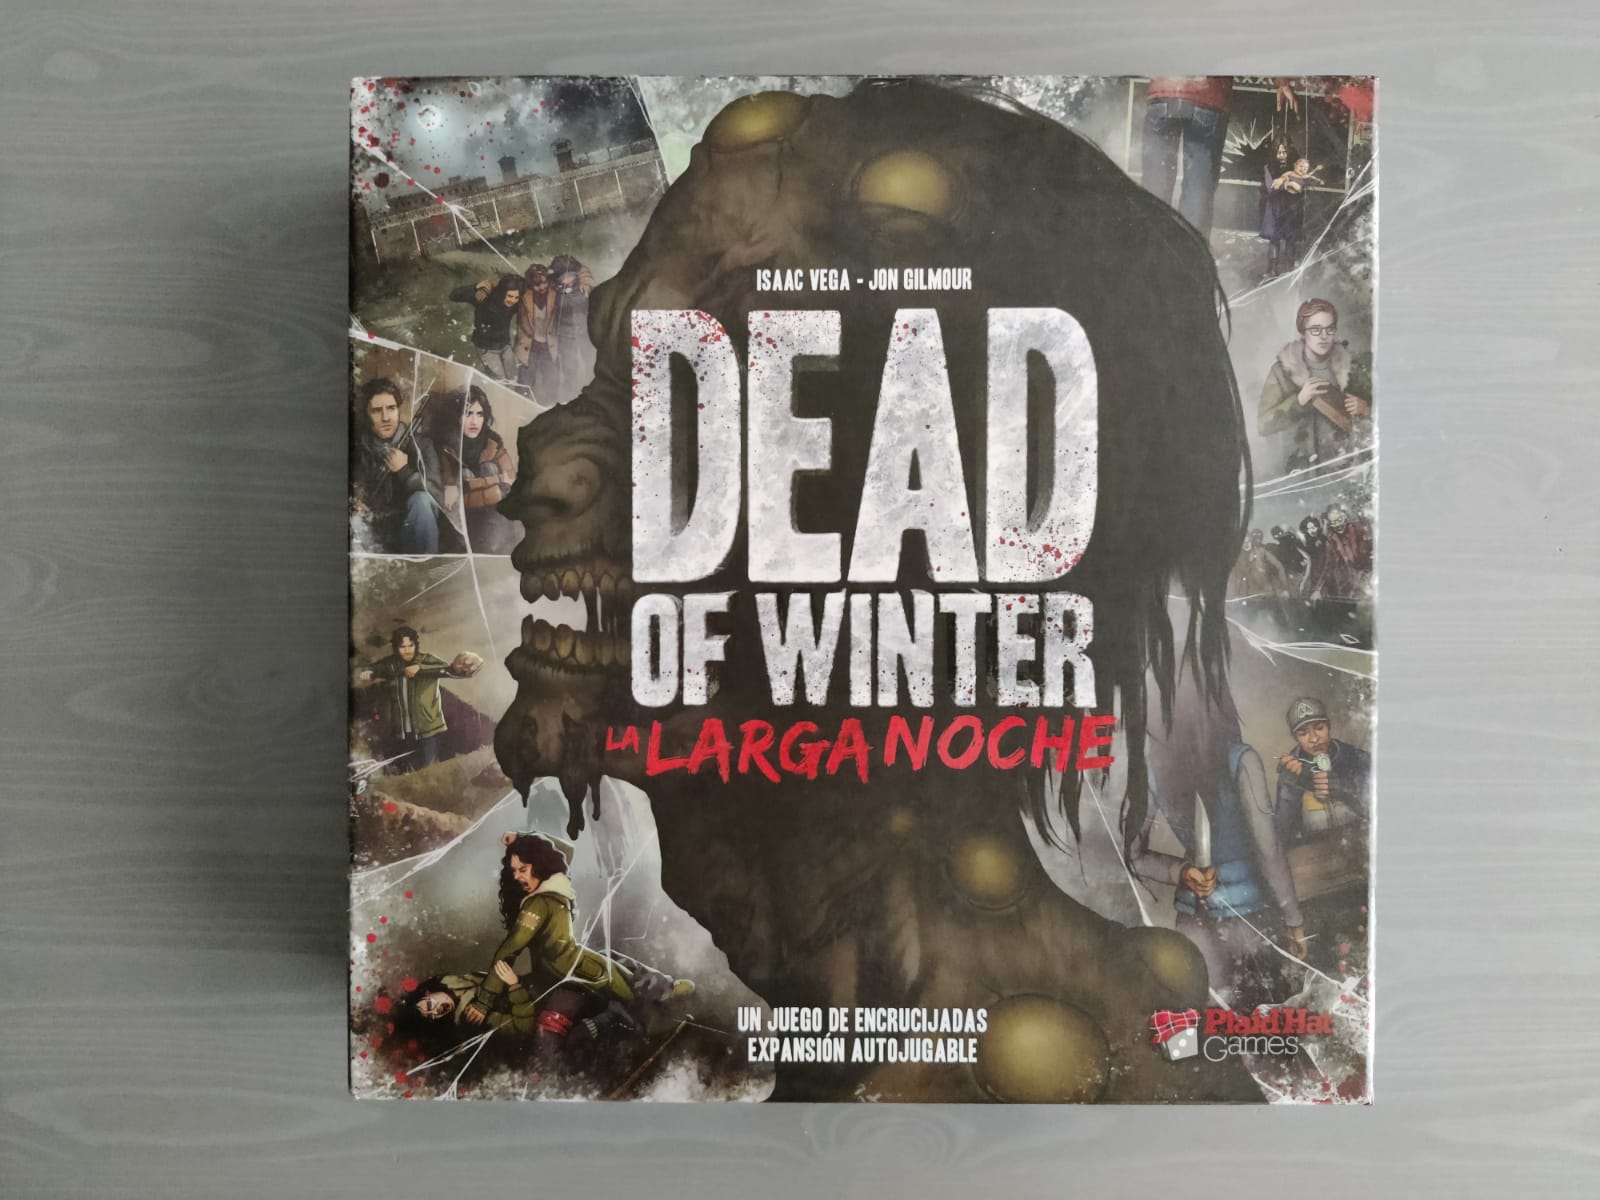 ISAAC VEGA - JON GILMOUR
DEAD
OF WINTER
LA LARGA NOCHE
UN JUEGO DE ENCRUCIJADAS
EXPANSIÓN AUTOJUGABLE
Plaid Hat
Games